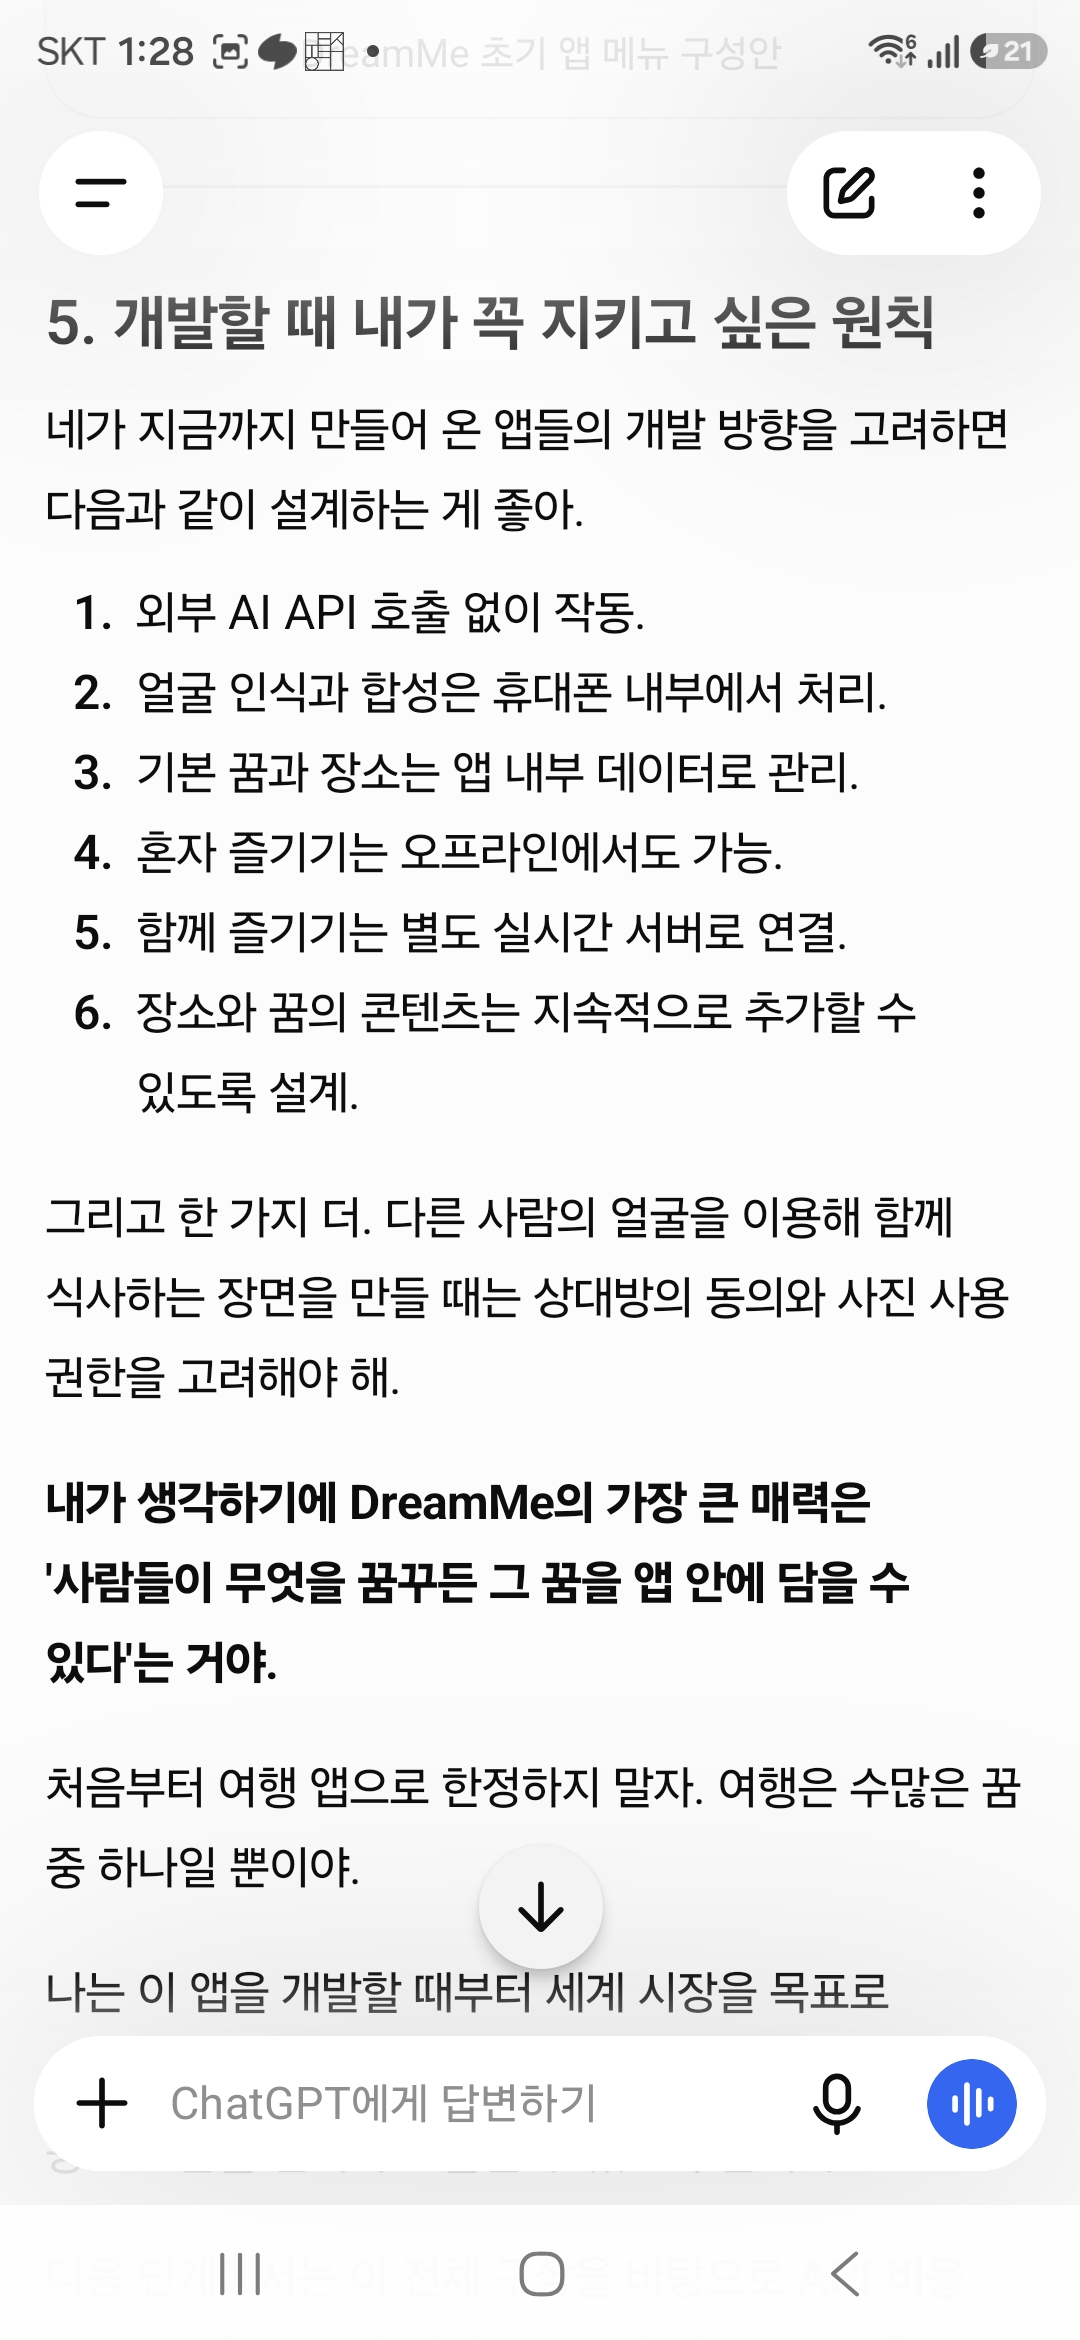 SKT 1:28
reamMe 초기 앱 메뉴 구성안
6
21
5. 개발할 때 내가 꼭 지키고 싶은 원칙
네가 지금까지 만들어 온 앱들의 개발 방향을 고려하면
다음과 같이 설계하는 게 좋아.
1. 외부 AI API 호출 없이 작동.
2. 얼굴 인식과 합성은 휴대폰 내부에서 처리.
3. 기본 꿈과 장소는 앱 내부 데이터로 관리.
4. 혼자 즐기기는 오프라인에서도 가능.
5. 함께 즐기기는 별도 실시간 서버로 연결.
6. 장소와 꿈의 콘텐츠는 지속적으로 추가할 수
있도록 설계.
그리고 한 가지 더. 다른 사람의 얼굴을 이용해 함께
식사하는 장면을 만들 때는 상대방의 동의와 사진 사용
권한을 고려해야 해.
내가 생각하기에 DreamMe의 가장 큰 매력은
'사람들이 무엇을 꿈꾸든 그 꿈을 앱 안에 담을 수
있다'는 거야.
처음부터 여행 앱으로 한정하지 말자. 여행은 수많은 꿈
중 하나일 뿐이야.
나는 이 앱을 개발할 때부터 세계 시장을 목표로
ChatGPT에게 답변하기
다음 이 전체 바탕으로